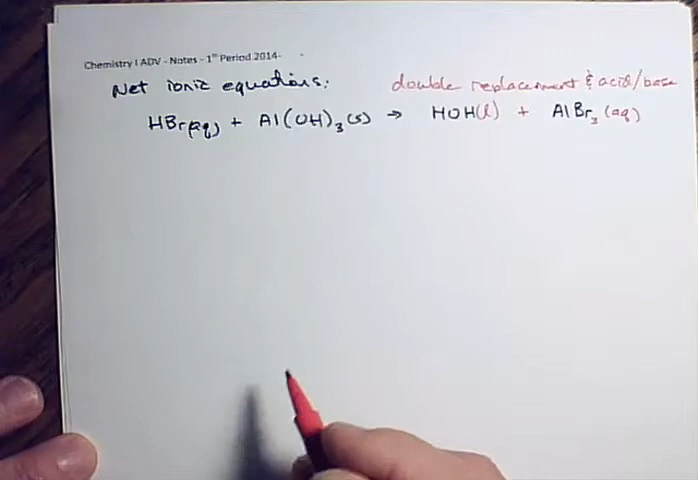 Chemistry I ADV - Notes - 1st Period 2014-
Net ionic equations: double replacement & acid/base
HBr(aq) + Al(OH)3(s) → HOH(l) + AlBr3(aq)